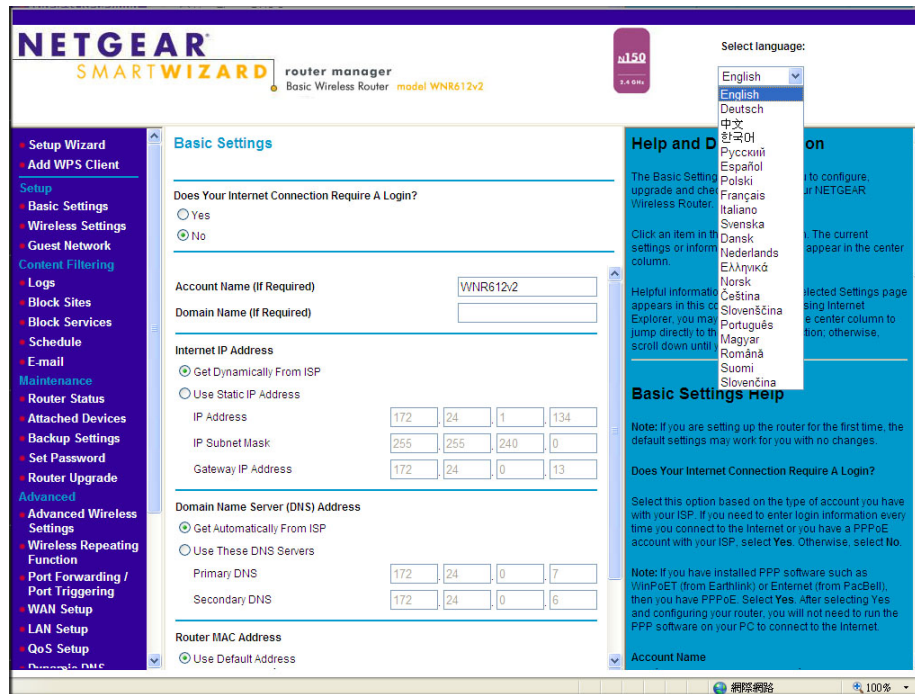 NETGEAR
SMARTWIZARD router manager
Basic Wireless Router model WNR612v2
N150
2.4 GHz
Select language:
English
English
Deutsch
中文
한국어
Русский
Español
Polski
Français
Italiano
Svenska
Dansk
Nederlands
Ελληνικά
Norsk
Čeština
Slovenščina
Português
Magyar
Română
Suomi
Slovenčina
Setup Wizard
Add WPS Client
Setup
Basic Settings
Wireless Settings
Guest Network
Content Filtering
Logs
Block Sites
Block Services
Schedule
E-mail
Maintenance
Router Status
Attached Devices
Backup Settings
Set Password
Router Upgrade
Advanced
Advanced Wireless
Settings
Wireless Repeating
Function
Port Forwarding /
Port Triggering
WAN Setup
LAN Setup
QoS Setup
Dynamic DNS
Basic Settings
Does Your Internet Connection Require A Login?
Yes
No
Account Name (If Required) WNR612v2
Domain Name (If Required)
Internet IP Address
Get Dynamically From ISP
Use Static IP Address
IP Address 172 . 24 . 1 . 134
IP Subnet Mask 255 . 255 . 240 . 0
Gateway IP Address 172 . 24 . 0 . 13
Domain Name Server (DNS) Address
Get Automatically From ISP
Use These DNS Servers
Primary DNS 172 . 24 . 0 . 7
Secondary DNS 172 . 24 . 0 . 6
Router MAC Address
Use Default Address
Help and D on
The Basic Setting to configure,
upgrade and che ur NETGEAR
Wireless Router.
Click an item in th . The current
settings or inform appear in the center
column.
Helpful informatio elected Settings page
appears in this co sing Internet
Explorer, you may e center column to
jump directly to th tion; otherwise,
scroll down until
Basic Settings Help
Note: If you are setting up the router for the first time, the
default settings may work for you with no changes.
Does Your Internet Connection Require A Login?
Select this option based on the type of account you have
with your ISP. If you need to enter login information every
time you connect to the Internet or you have a PPPoE
account with your ISP, select Yes. Otherwise, select No.
Note: If you have installed PPP software such as
WinPoET (from Earthlink) or Enternet (from PacBell),
then you have PPPoE. Select Yes. After selecting Yes
and configuring your router, you will not need to run the
PPP software on your PC to connect to the Internet.
Account Name
網際網路
100%